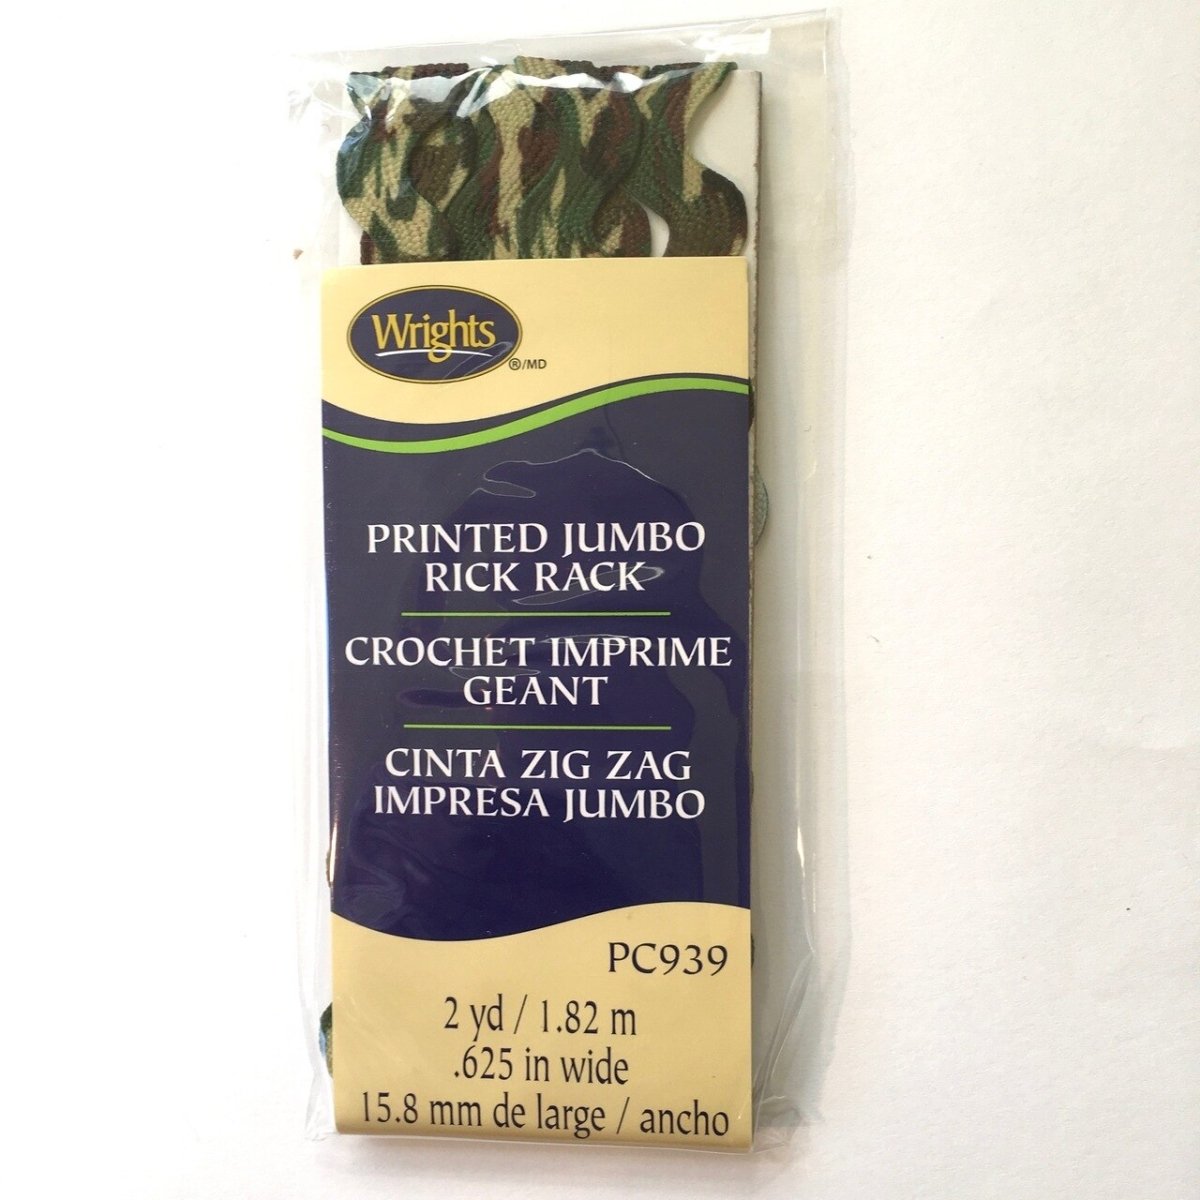 Wrights
®/MD
PRINTED JUMBO
RICK RACK
CROCHET IMPRIME
GEANT
CINTA ZIG ZAG
IMPRESA JUMBO
PC939
2 yd / 1.82 m
.625 in wide
15.8 mm de large / ancho